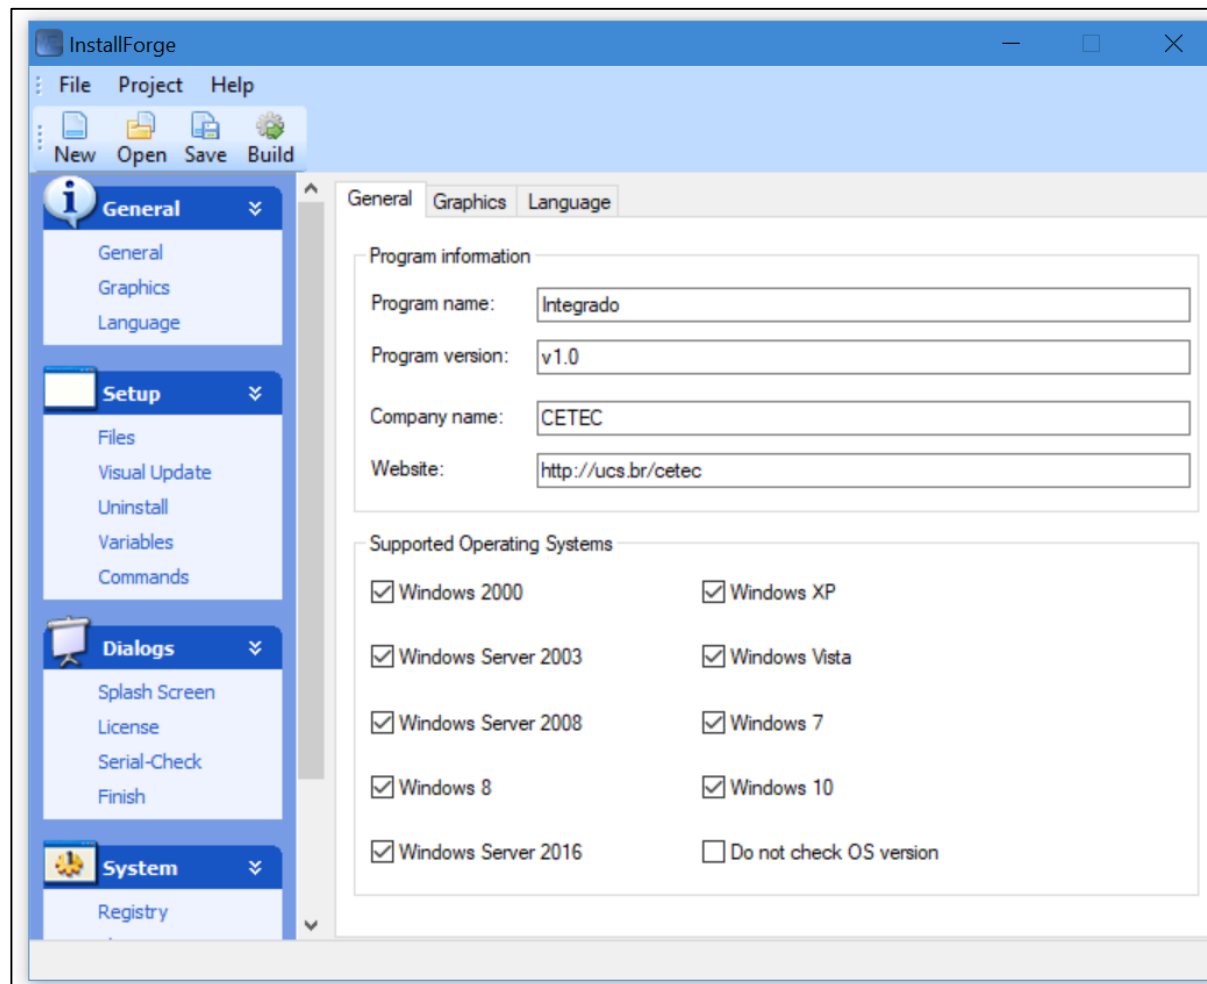 InstallForge
File Project Help
New Open Save Build
General
General
Graphics
Language
Setup
Files
Visual Update
Uninstall
Variables
Commands
Dialogs
Splash Screen
License
Serial-Check
Finish
System
Registry
General Graphics Language
Program information
Program name: Integrado
Program version: v1.0
Company name: CETEC
Website: http://ucs.br/cetec
Supported Operating Systems
Windows 2000 Windows XP
Windows Server 2003 Windows Vista
Windows Server 2008 Windows 7
Windows 8 Windows 10
Windows Server 2016 Do not check OS version